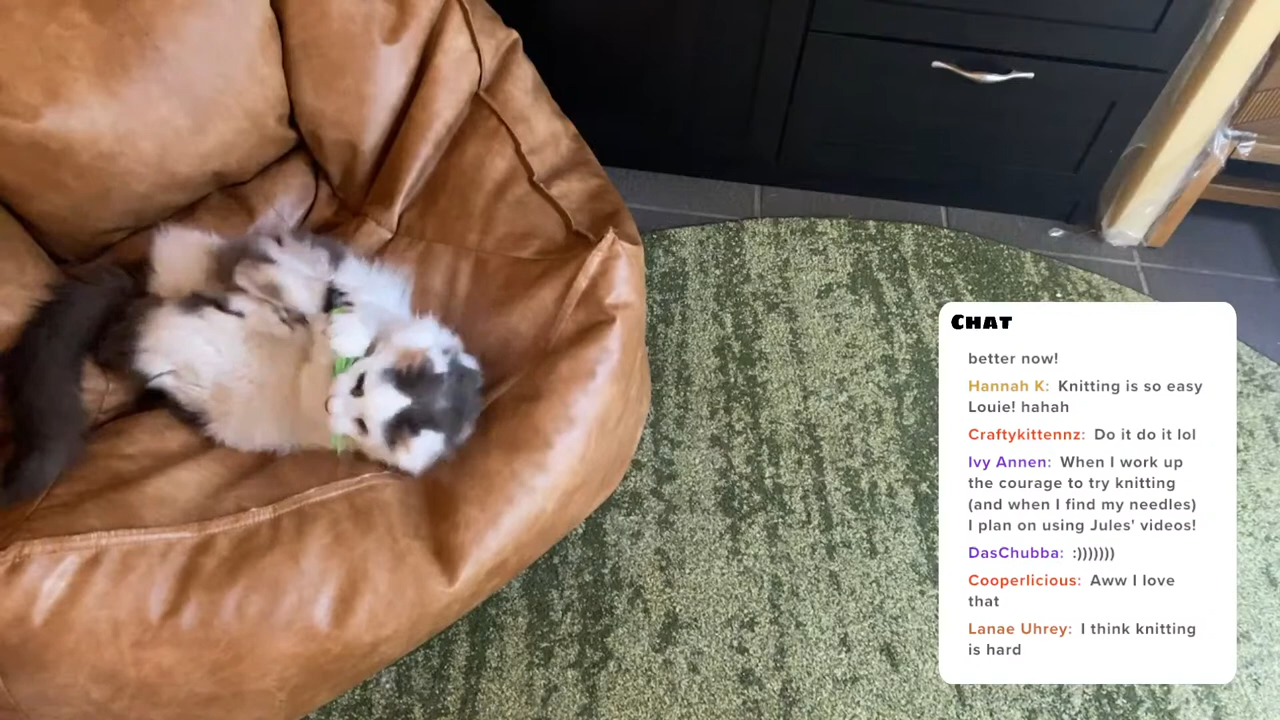 Chat
better now!
Hannah K: Knitting is so easy
Louie! hahah
Craftykittennz: Do it do it lol
Ivy Annen: When I work up
the courage to try knitting
(and when I find my needles)
I plan on using Jules' videos!
DasChubba: :)))))))
Cooperlicious: Aww I love
that
Lanae Uhrey: I think knitting
is hard